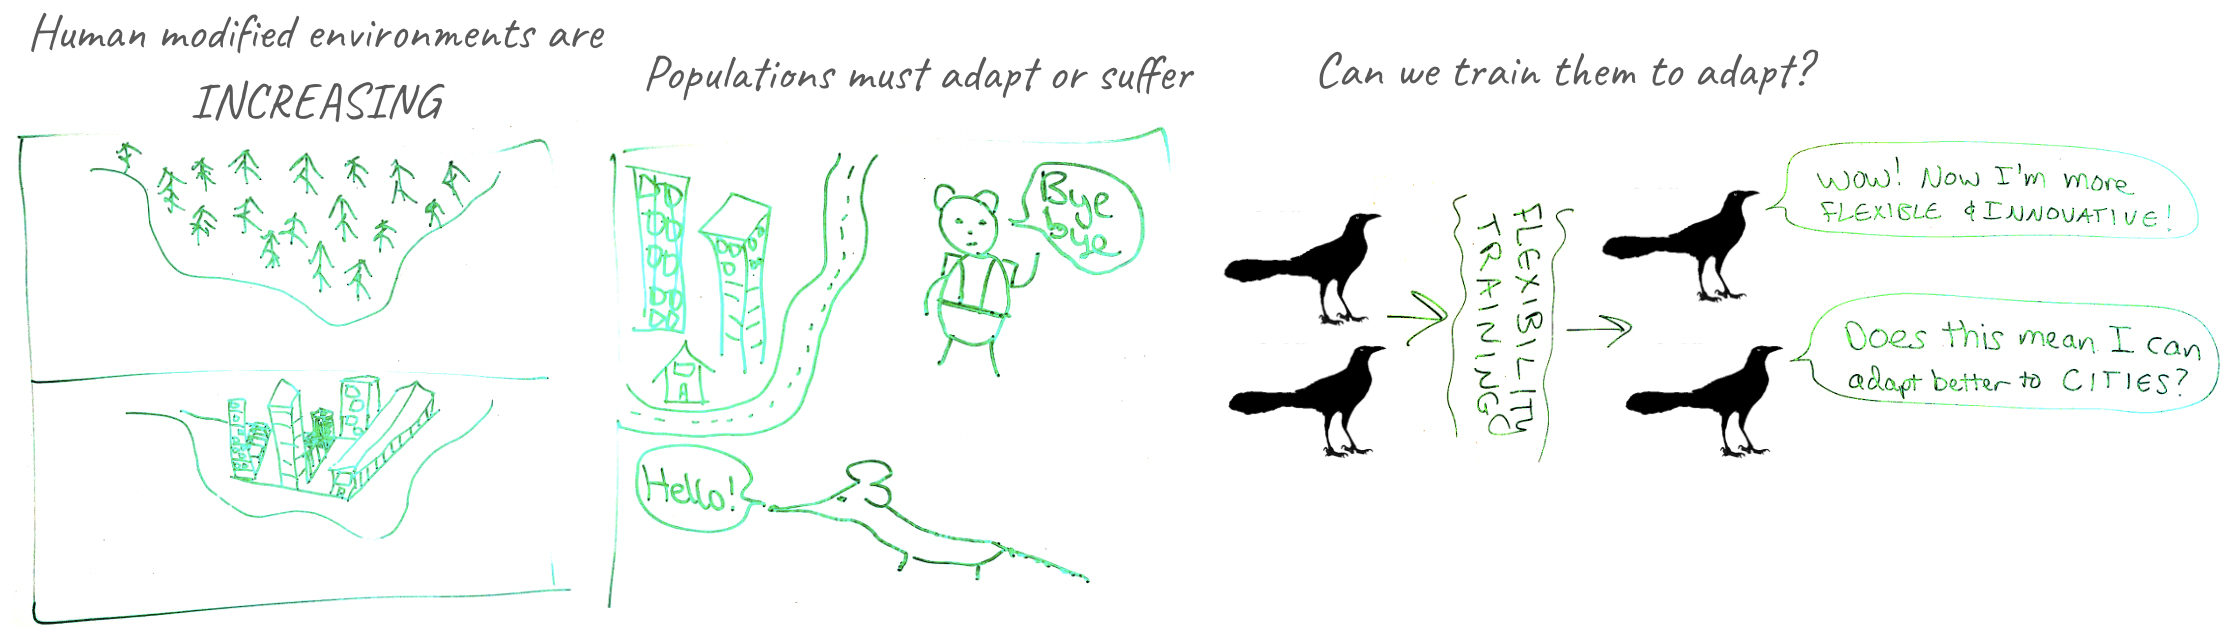 Human modified environments are
INCREASING
Populations must adapt or suffer
Bye
bye
Hello!
Can we train them to adapt?
FLEXIBILITY
TRAINING
WOW! Now I'm more
FLEXIBLE & INNOVATIVE!
Does this mean I can
adapt better to CITIES?